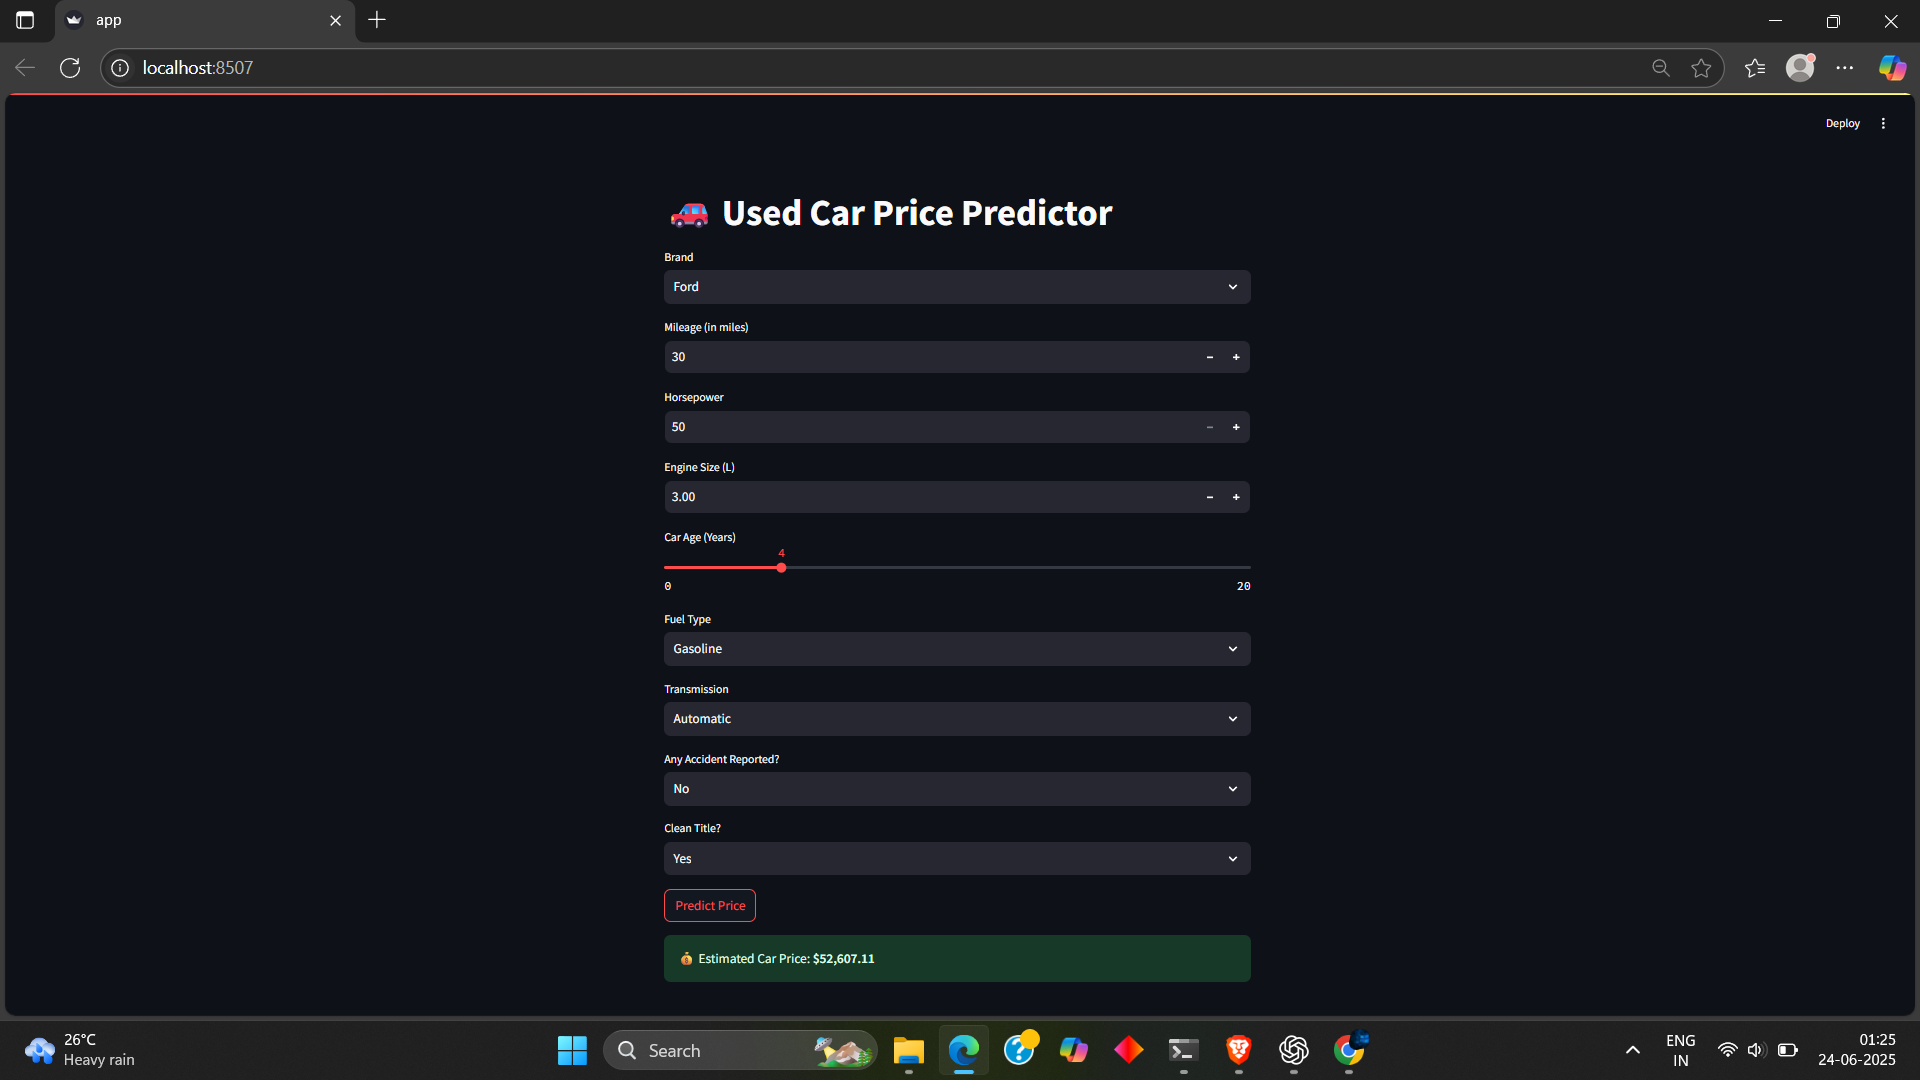 app
localhost:8507
Deploy
Used Car Price Predictor
Brand
Ford
Mileage (in miles)
30
Horsepower
50
Engine Size (L)
3.00
Car Age (Years)
4
0 20
Fuel Type
Gasoline
Transmission
Automatic
Any Accident Reported?
No
Clean Title?
Yes
Predict Price
Estimated Car Price: $52,607.11
26°C
Heavy rain
Search
ENG
IN
01:25
24-06-2025